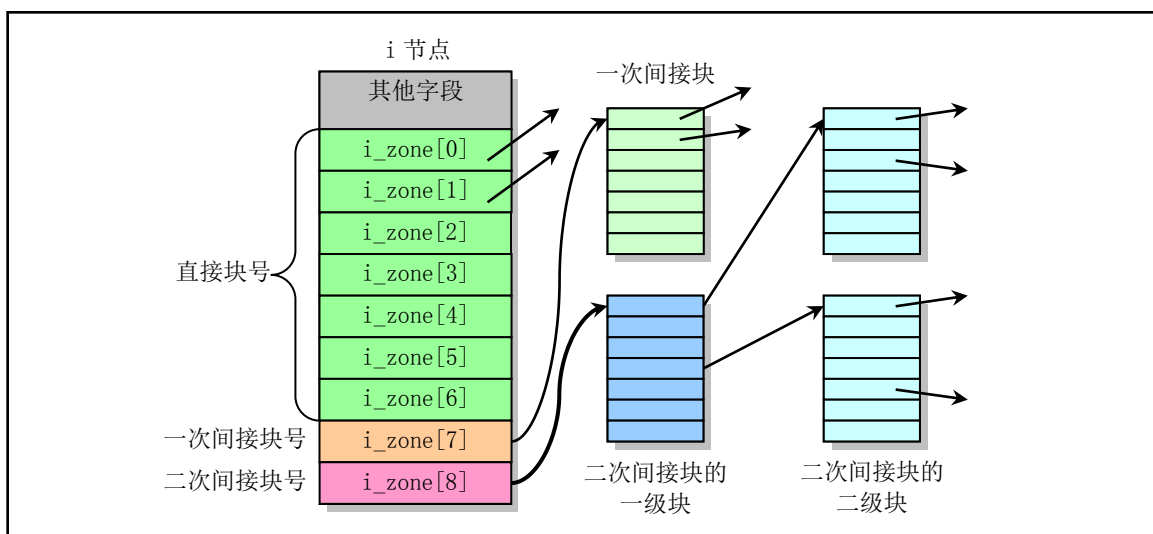 i 节点
其他字段
一次间接块
i_zone[0]
i_zone[1]
i_zone[2]
直接块号
i_zone[3]
i_zone[4]
i_zone[5]
i_zone[6]
一次间接块号
i_zone[7]
二次间接块号
i_zone[8]
二次间接块的
一级块
二次间接块的
二级块